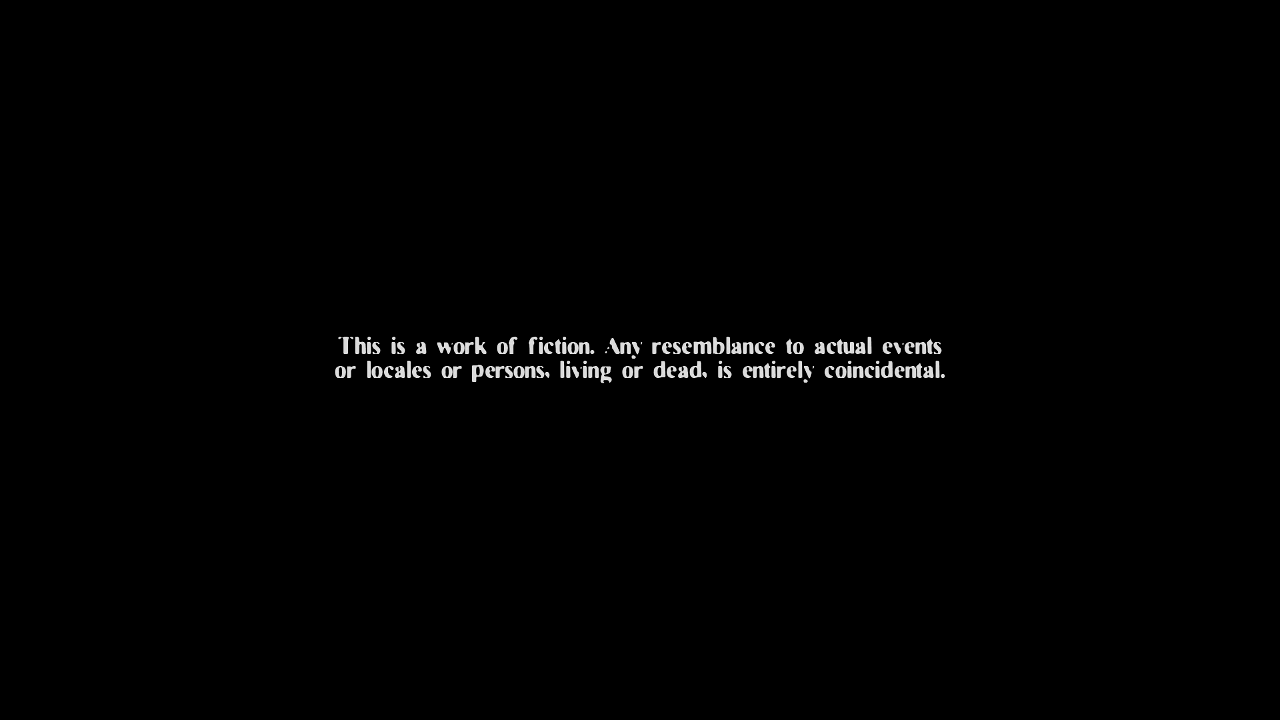 This is a work of fiction. Any resemblance to actual events
or locales or persons, living or dead, is entirely coincidental.